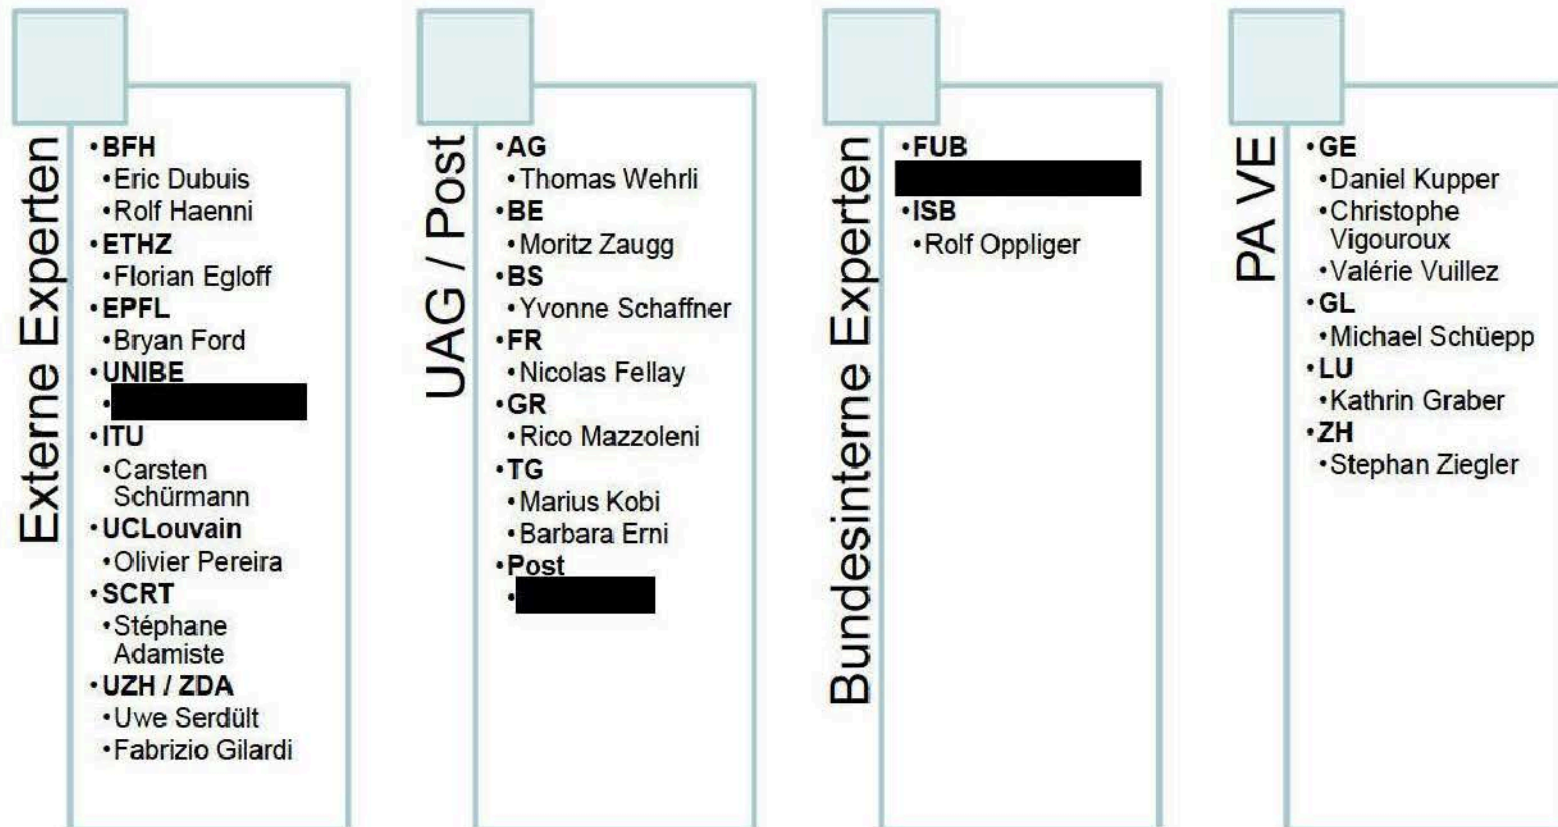 Externe Experten
•BFH
•Eric Dubuis
•Rolf Haenni
•ETHZ
•Florian Egloff
•EPFL
•Bryan Ford
•UNIBE
•
•ITU
•Carsten
Schürmann
•UCLouvain
•Olivier Pereira
•SCRT
•Stéphane
Adamiste
•UZH / ZDA
•Uwe Serdült
•Fabrizio Gilardi
UAG / Post
•AG
•Thomas Wehrli
•BE
•Moritz Zaugg
•BS
•Yvonne Schaffner
•FR
•Nicolas Fellay
•GR
•Rico Mazzoleni
•TG
•Marius Kobi
•Barbara Erni
•Post
•
Bundesinterne Experten
•FUB
•ISB
•Rolf Oppliger
PA VE
•GE
•Daniel Kupper
•Christophe
Vigouroux
•Valérie Vuillez
•GL
•Michael Schüepp
•LU
•Kathrin Graber
•ZH
•Stephan Ziegler